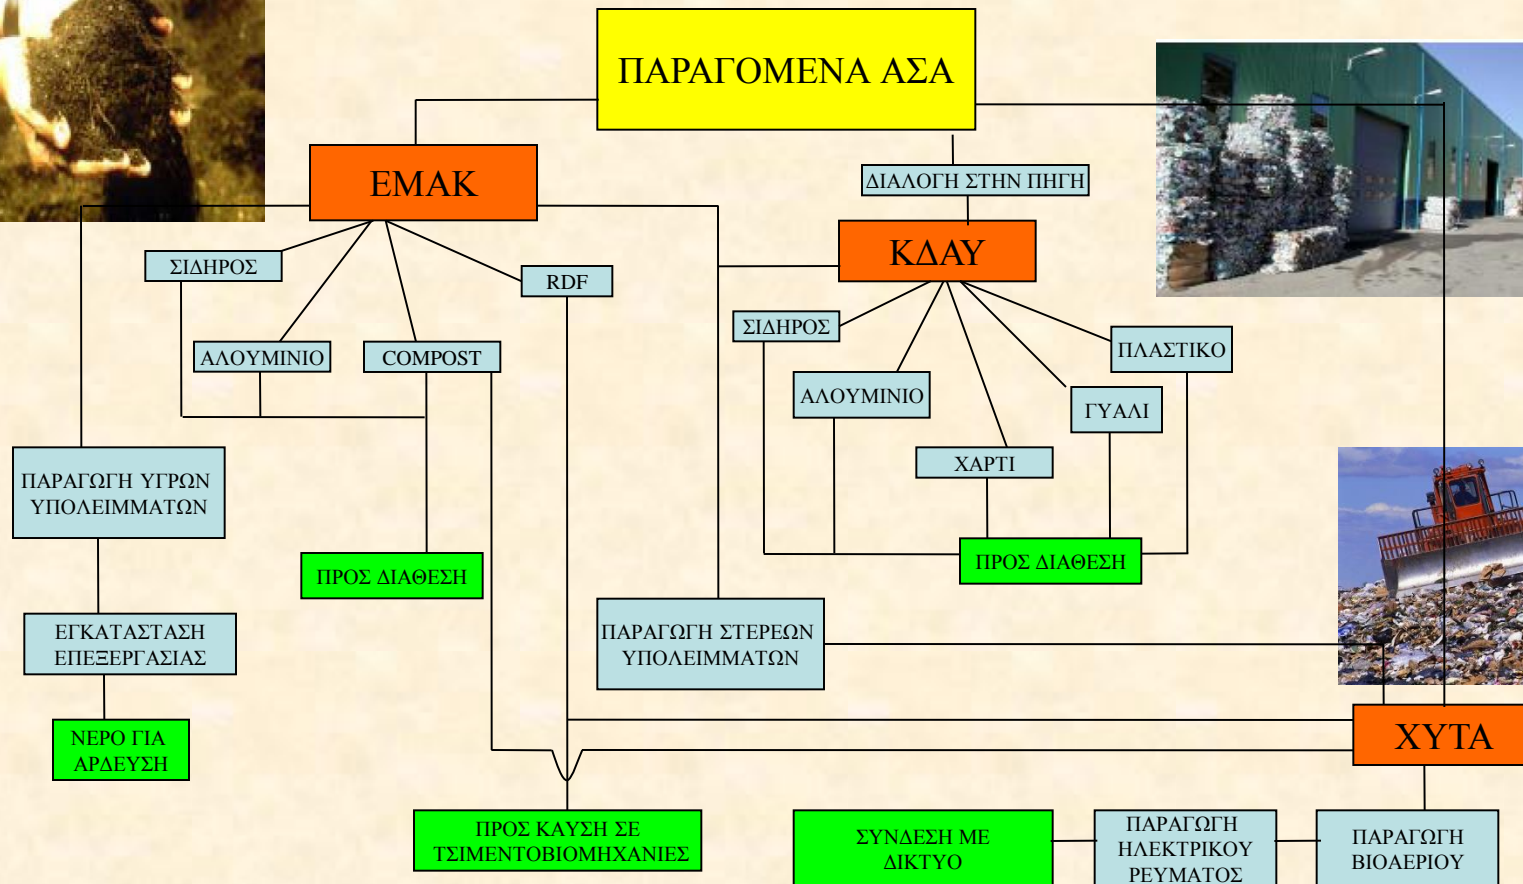 ΠΑΡΑΓΟΜΕΝΑ ΑΣΑ
ΕΜΑΚ
ΔΙΑΛΟΓΗ ΣΤΗΝ ΠΗΓΗ
ΚΔΑΥ
ΣΙΔΗΡΟΣ
RDF
ΑΛΟΥΜΙΝΙΟ
COMPOST
ΣΙΔΗΡΟΣ
ΠΛΑΣΤΙΚΟ
ΑΛΟΥΜΙΝΙΟ
ΓΥΑΛΙ
ΧΑΡΤΙ
ΠΑΡΑΓΩΓΗ ΥΓΡΩΝ
ΥΠΟΛΕΙΜΜΑΤΩΝ
ΠΡΟΣ ΔΙΑΘΕΣΗ
ΠΡΟΣ ΔΙΑΘΕΣΗ
ΕΓΚΑΤΑΣΤΑΣΗ
ΕΠΕΞΕΡΓΑΣΙΑΣ
ΠΑΡΑΓΩΓΗ ΣΤΕΡΕΩΝ
ΥΠΟΛΕΙΜΜΑΤΩΝ
ΝΕΡΟ ΓΙΑ
ΑΡΔΕΥΣΗ
ΧΥΤΑ
ΠΡΟΣ ΚΑΥΣΗ ΣΕ
ΤΣΙΜΕΝΤΟΒΙΟΜΗΧΑΝΙΕΣ
ΣΥΝΔΕΣΗ ΜΕ
ΔΙΚΤΥΟ
ΠΑΡΑΓΩΓΗ
ΗΛΕΚΤΡΙΚΟΥ
ΡΕΥΜΑΤΟΣ
ΠΑΡΑΓΩΓΗ
ΒΙΟΑΕΡΙΟΥ